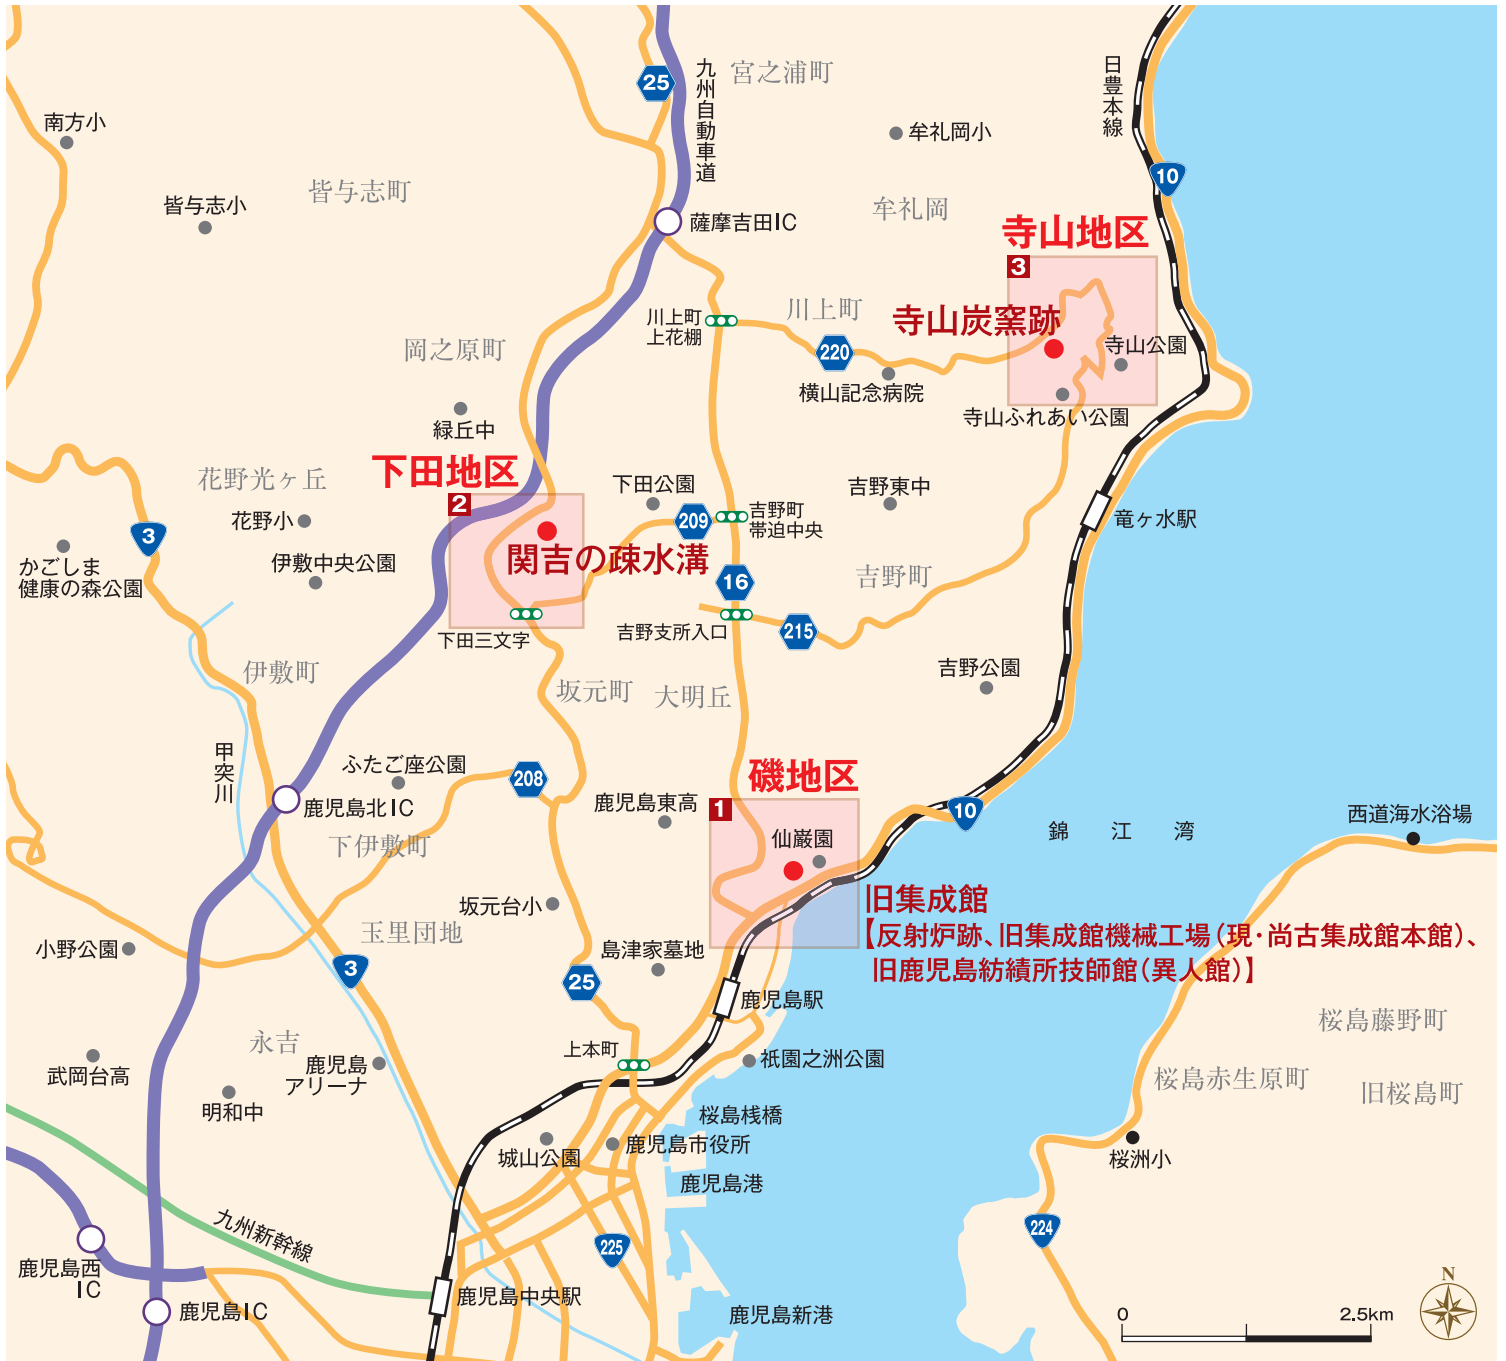 25
九州自動車道
宮之浦町
日豊本線
南方小
牟礼岡小
10
皆与志小
皆与志町
牟礼岡
薩摩吉田IC
寺山地区
3
川上町
川上町
上花棚
寺山炭窯跡
220
寺山公園
岡之原町
横山記念病院
寺山ふれあい公園
緑丘中
下田地区
2
花野光ヶ丘
下田公園
吉野東中
花野小
3
209
吉野町
帯迫中央
竜ヶ水駅
かごしま
健康の森公園
伊敷中央公園
関吉の疎水溝
16
吉野町
下田三文字
吉野支所入口
215
伊敷町
坂元町
大明丘
吉野公園
甲突川
ふたご座公園
208
磯地区
1
鹿児島北IC
鹿児島東高
10
錦江湾
西道海水浴場
下伊敷町
仙巌園
坂元台小
旧集成館
【反射炉跡、旧集成館機械工場(現・尚古集成館本館)、
旧鹿児島紡績所技師館(異人館)】
小野公園
玉里団地
3
島津家墓地
25
鹿児島駅
桜島藤野町
永吉
上本町
祇園之洲公園
武岡台高
鹿児島
アリーナ
桜島赤生原町
旧桜島町
明和中
桜島桟橋
城山公園
鹿児島市役所
桜洲小
鹿児島港
九州新幹線
225
224
鹿児島西
IC
鹿児島IC
鹿児島中央駅
鹿児島新港
N
0
2.5km